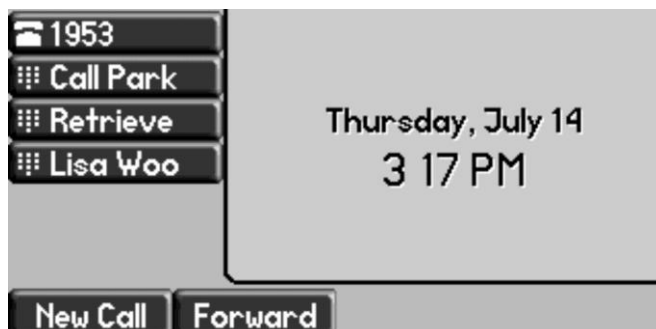 1953
Call Park
Retrieve
Lisa Woo
Thursday, July 14
3 17 PM
New Call
Forward